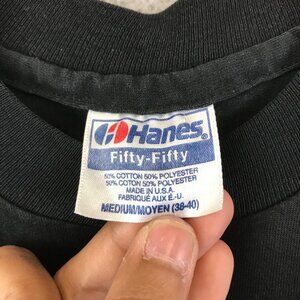 Hanes®
Fifty-Fifty
50% COTTON 50% POLYESTER
50% COTON 50% POLYESTER
MADE IN U.S.A.
FABRIQUÉ AUX É.-U.
MEDIUM/MOYEN (38-40)